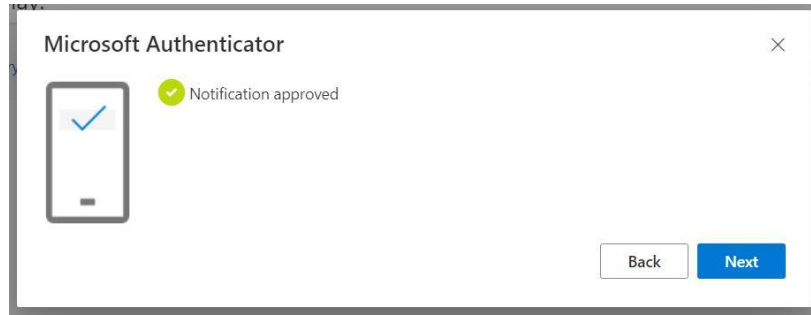 Microsoft Authenticator
Notification approved
Back
Next